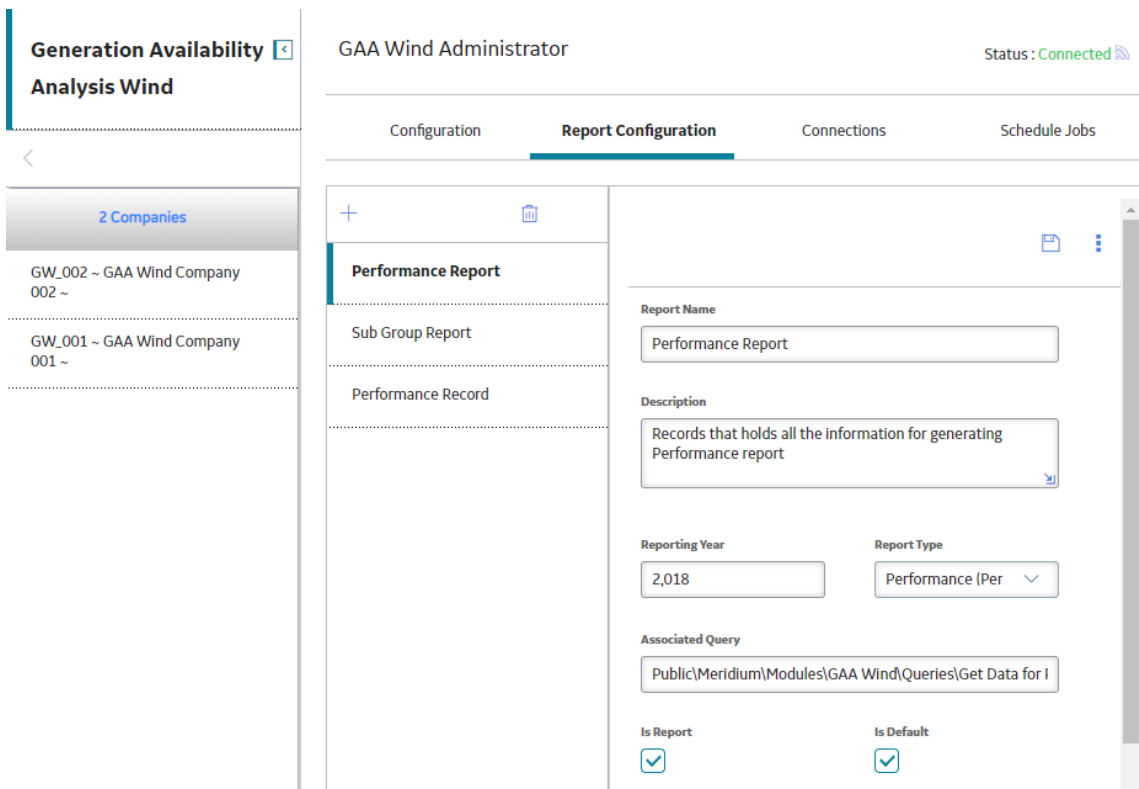 Generation Availability
Analysis Wind
2 Companies
GW_002 ~ GAA Wind Company
002 ~
GW_001 ~ GAA Wind Company
001 ~
GAA Wind Administrator
Status : Connected
Configuration
Report Configuration
Connections
Schedule Jobs
Performance Report
Sub Group Report
Performance Record
Report Name
Performance Report
Description
Records that holds all the information for generating
Performance report
Reporting Year
Report Type
2,018
Performance (Per
Associated Query
Public\Meridium\Modules\GAA Wind\Queries\Get Data for
Is Report
Is Default